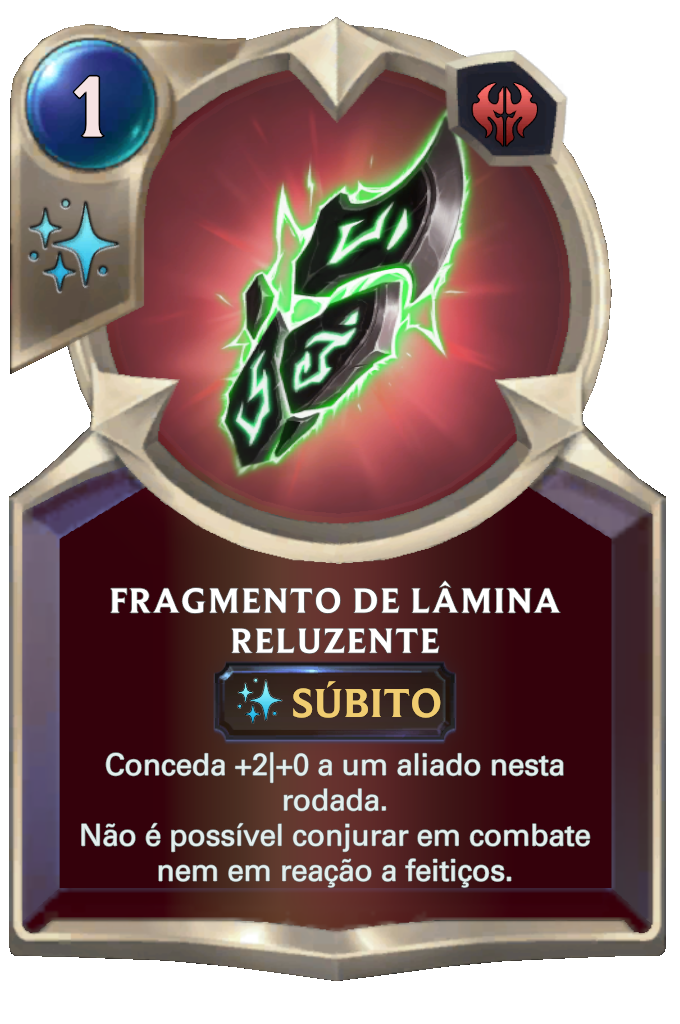 1
FRAGMENTO DE LÂMINA
RELUZENTE
SÚBITO
Conceda +2|+0 a um aliado nesta
rodada.
Não é possível conjurar em combate
nem em reação a feitiços.